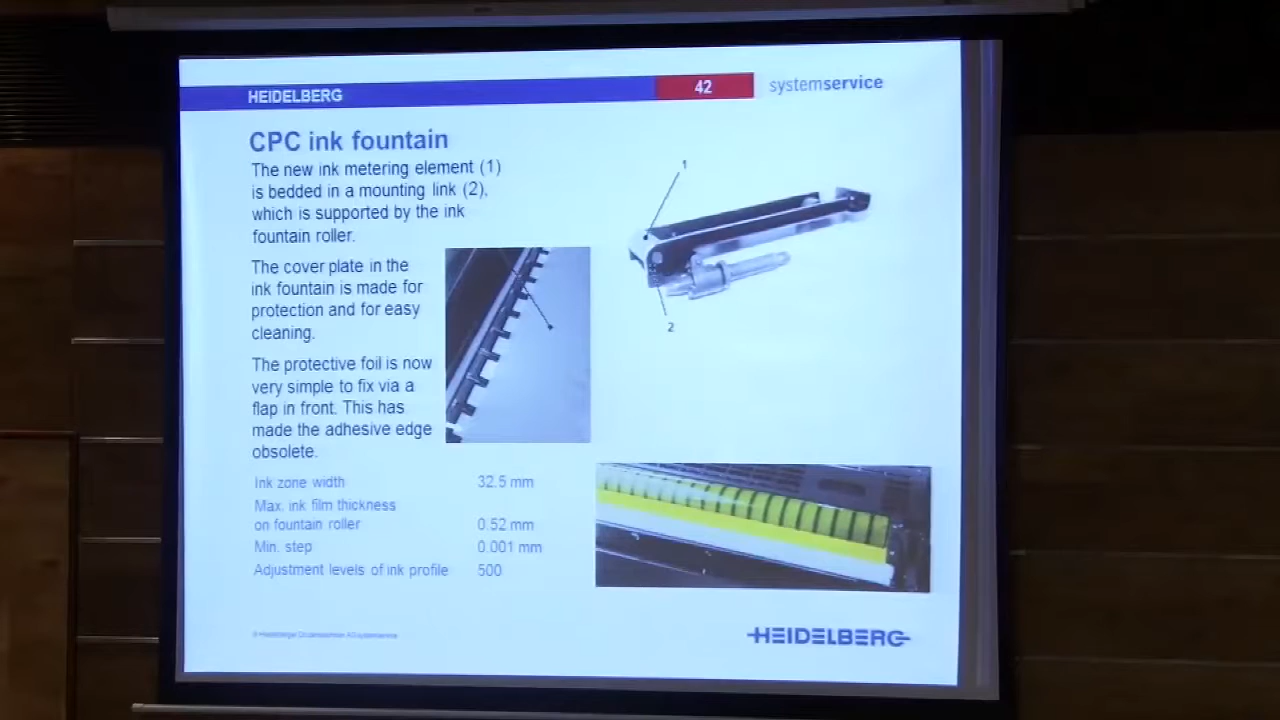 HEIDELBERG
42
systemservice
CPC ink fountain
The new ink metering element (1)
is bedded in a mounting link (2),
which is supported by the ink
fountain roller.
The cover plate in the
ink fountain is made for
protection and for easy
cleaning.
The protective foil is now
very simple to fix via a
flap in front. This has
made the adhesive edge
obsolete.
1
2
Ink zone width 32.5 mm
Max. ink film thickness
on fountain roller 0.52 mm
Min. step 0.001 mm
Adjustment levels of ink profile 500
© Heidelberger Druckmaschinen AG systemservice
HEIDELBERG